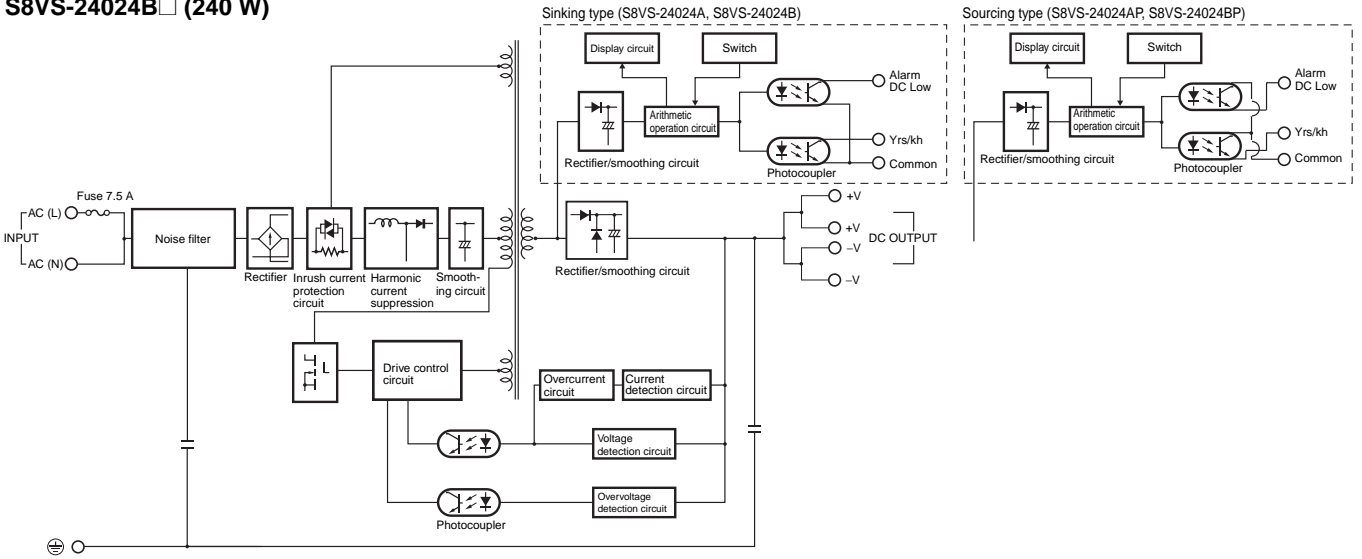 S8VS-24024B□ (240 W)
Sinking type (S8VS-24024A, S8VS-24024B)
Display circuit
Switch
Arithmetic
operation circuit
Rectifier/smoothing circuit
Photocoupler
Alarm
DC Low
Yrs/kh
Common
Sourcing type (S8VS-24024AP, S8VS-24024BP)
Display circuit
Switch
Arithmetic
operation circuit
Rectifier/smoothing circuit
Photocoupler
Alarm
DC Low
Yrs/kh
Common
Fuse 7.5 A
AC (L)
INPUT
AC (N)
Noise filter
Rectifier
Inrush current
protection
circuit
Harmonic
current
suppression
Smooth-
ing circuit
Rectifier/smoothing circuit
+V
+V
DC OUTPUT
−V
−V
Drive control
circuit
Overcurrent
circuit
Current
detection circuit
Voltage
detection circuit
Overvoltage
detection circuit
Photocoupler